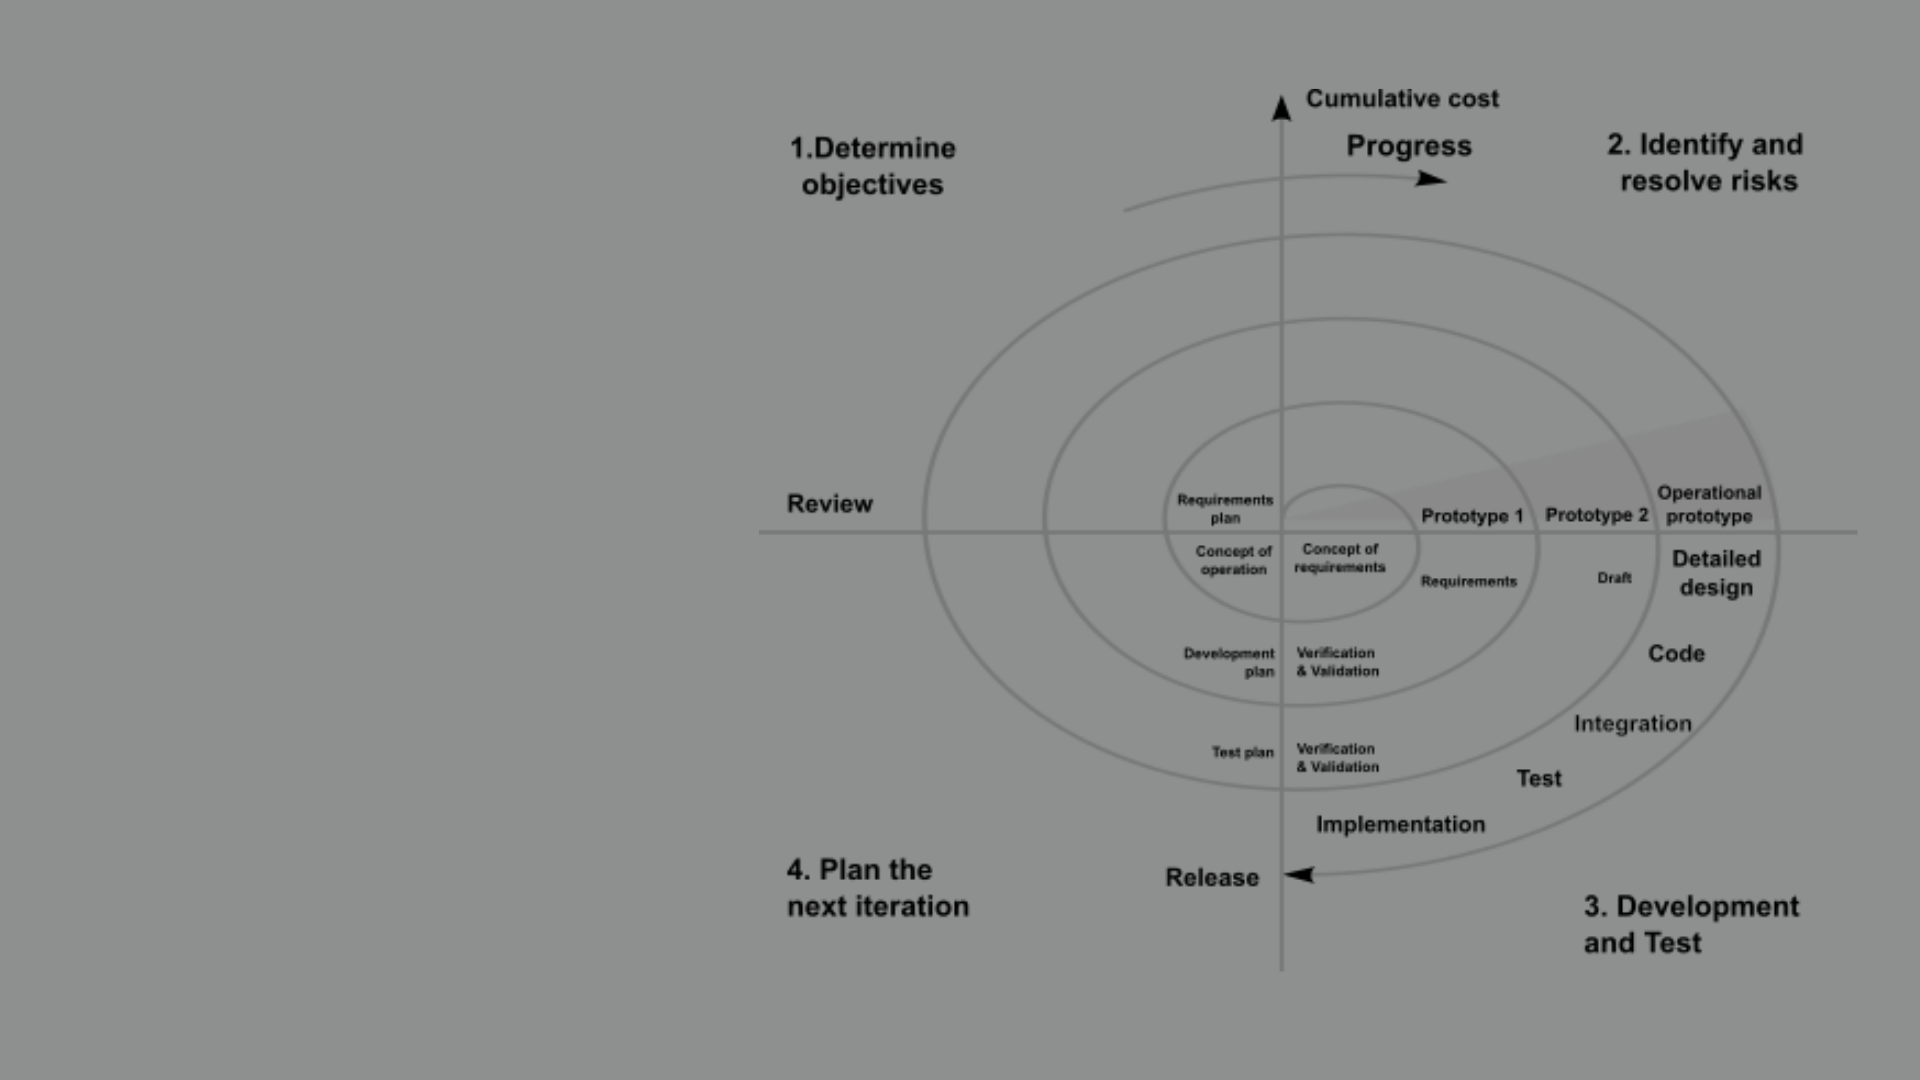 Cumulative cost
Progress
1.Determine
objectives
2. Identify and
resolve risks
Review
Requirements
plan
Prototype 1
Prototype 2
Operational
prototype
Concept of
operation
Concept of
requirements
Requirements
Draft
Detailed
design
Development
plan
Verification
& Validation
Code
Integration
Test plan
Verification
& Validation
Test
Implementation
Release
4. Plan the
next iteration
3. Development
and Test